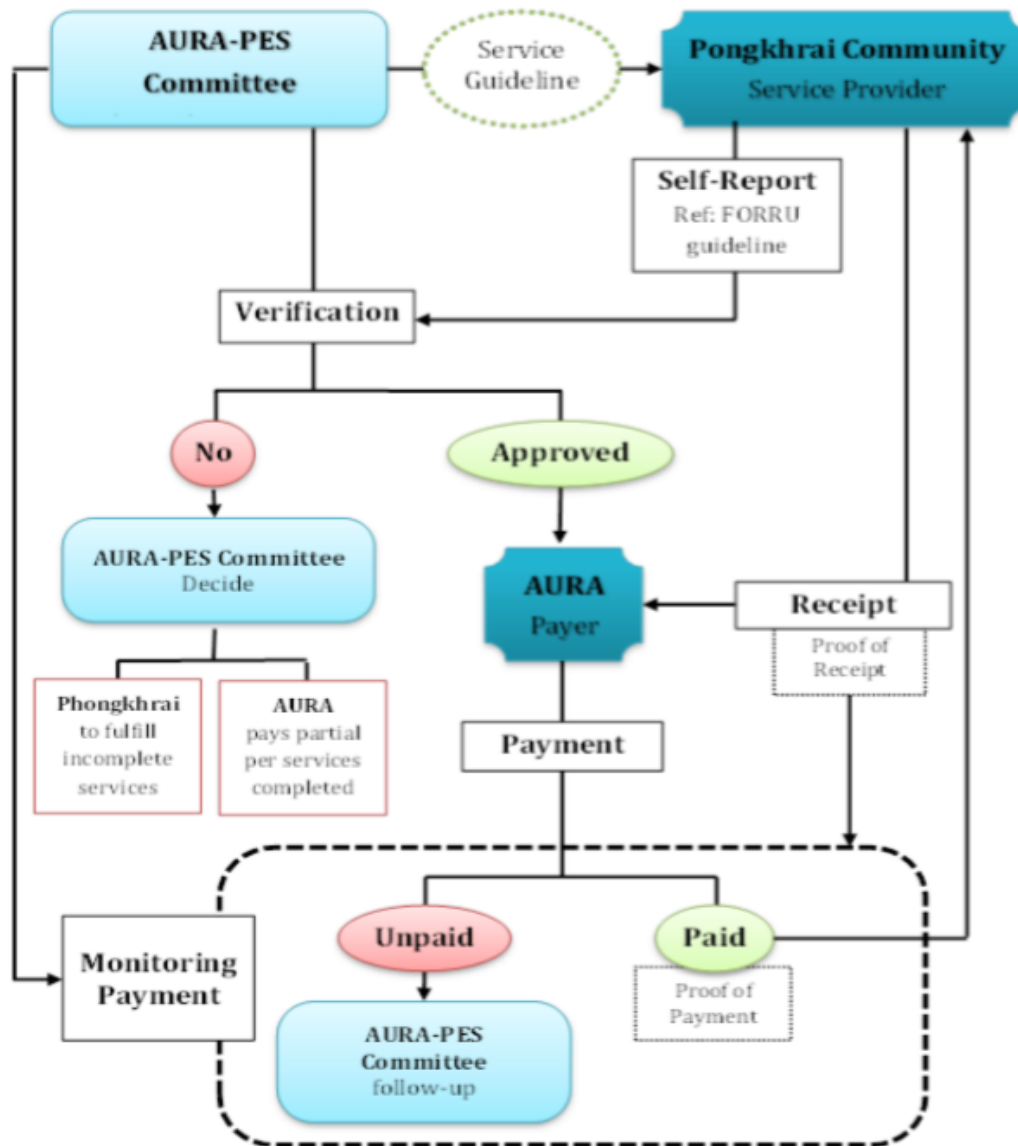 AURA-PES
Committee
Service
Guideline
Pongkhrai Community
Service Provider
Self-Report
Ref: FORRU
guideline
Verification
No
Approved
AURA-PES Committee
Decide
AURA
Payer
Receipt
Proof of
Receipt
Phongkhrai
to fulfill
incomplete
services
AURA
pays partial
per services
completed
Payment
Monitoring
Payment
Unpaid
Paid
Proof of
Payment
AURA-PES
Committee
follow-up